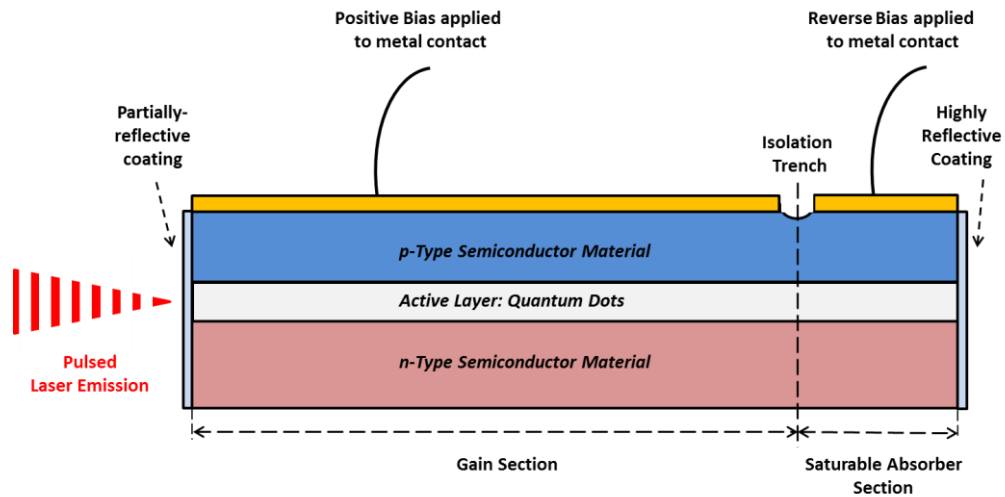 Positive Bias applied
to metal contact
Reverse Bias applied
to metal contact
Partially-
reflective
coating
Isolation
Trench
Highly
Reflective
Coating
p-Type Semiconductor Material
Active Layer: Quantum Dots
n-Type Semiconductor Material
Pulsed
Laser Emission
Gain Section
Saturable Absorber
Section